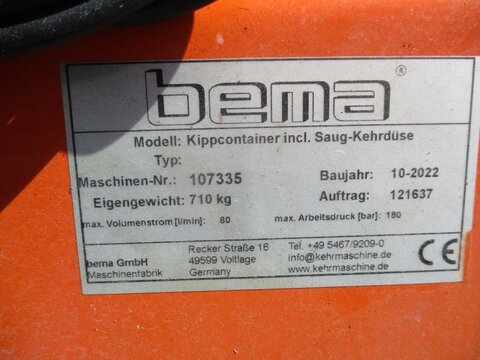 bema ®
Modell: Kippcontainer incl. Saug-Kehrdüse
Typ:
Maschinen-Nr.: 107335 Baujahr: 10-2022
Eigengewicht: 710 kg Auftrag: 121637
max. Volumenstrom [l/min]: 80 max. Arbeitsdruck [bar]: 180
bema GmbH Recker Straße 16 Tel. +49 5467/9209-0
Maschinenfabrik 49599 Voltlage info@kehrmaschine.de
Germany www.kehrmaschine.de
CE